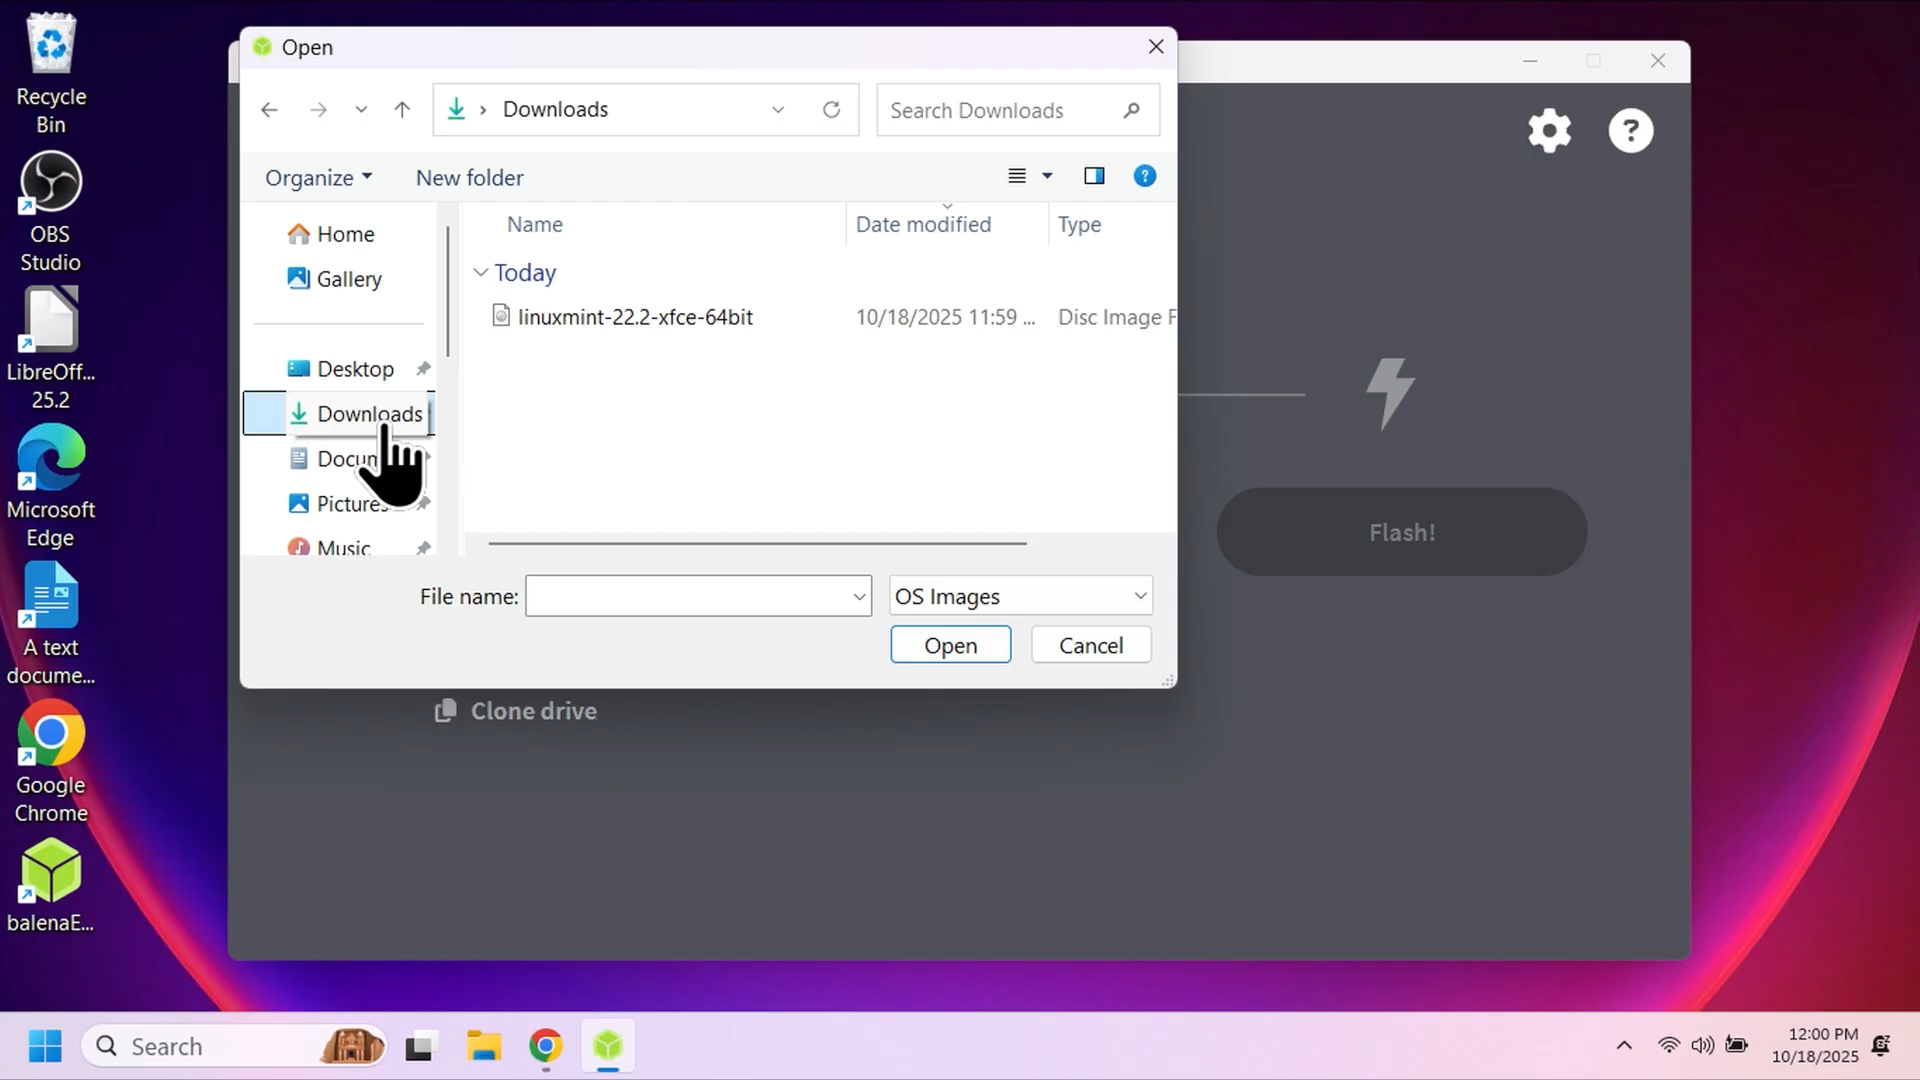 Recycle
Bin
OBS
Studio
LibreOff...
25.2
Microsoft
Edge
A text
docume...
Google
Chrome
balenaE...
Open
Downloads
Search Downloads
Organize
New folder
?
Home
Gallery
Desktop
Downloads
Pictures
Music
Name
Date modified
Type
Today
linuxmint-22.2-xfce-64bit
10/18/2025 11:59 ...
Disc Image F
File name:
OS Images
Open
Cancel
?
Flash!
Clone drive
Search
12:00 PM
10/18/2025